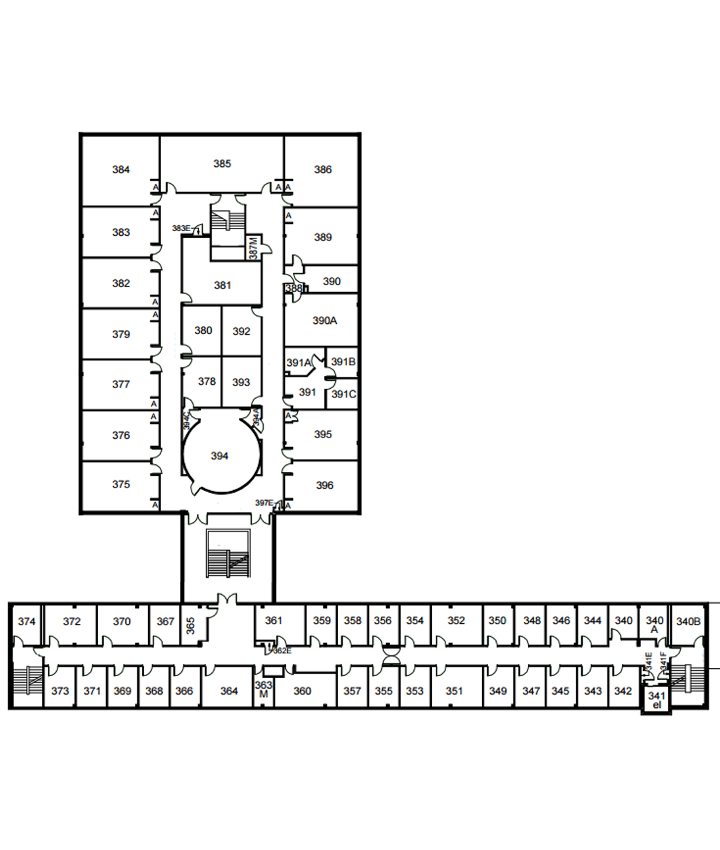 384
385
386
A
A
A
A
A
383E
383
389
387M
381
390
388
382
A
A
390A
380
392
379
391A
391B
378
393
391
391C
377
A
A
394C
394A
A
376
394
395
375
396
397E
A
A
374
372
370
367
365
361
359
358
356
354
352
350
348
346
344
340
340
A
340B
362E
341E
341F
373
371
369
368
366
364
363
M
360
357
355
353
351
349
347
345
343
342
341
el